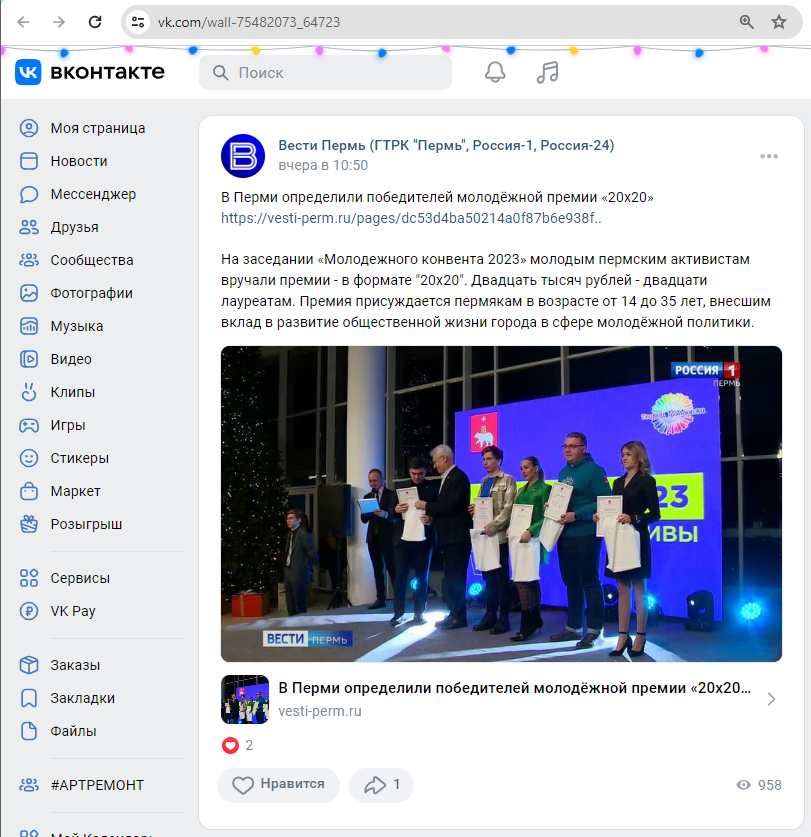 vk.com/wall-75482073_64723
ВКОНТАКТЕ
Поиск
Моя страница
Новости
Мессенджер
Друзья
Сообщества
Фотографии
Музыка
Видео
Клипы
Игры
Стикеры
Маркет
Розыгрыш
Сервисы
VK Pay
Заказы
Закладки
Файлы
#АРТРЕМОНТ
Мой Календарь
Вести Пермь (ГТРК "Пермь", Россия-1, Россия-24)
вчера в 10:50
В Перми определили победителей молодёжной премии «20х20»
https://vesti-perm.ru/pages/dc53d4ba50214a0f87b6e938f..
На заседании «Молодежного конвента 2023» молодым пермским активистам
вручали премии - в формате "20х20". Двадцать тысяч рублей - двадцати
лауреатам. Премия присуждается пермякам в возрасте от 14 до 35 лет, внесшим
вклад в развитие общественной жизни города в сфере молодёжной политики.
РОССИЯ 1
ПЕРМЬ
23
ИВЫ
ВЕСТИ ПЕРМЬ
В Перми определили победителей молодёжной премии «20х20...
vesti-perm.ru
2
Нравится
1
958